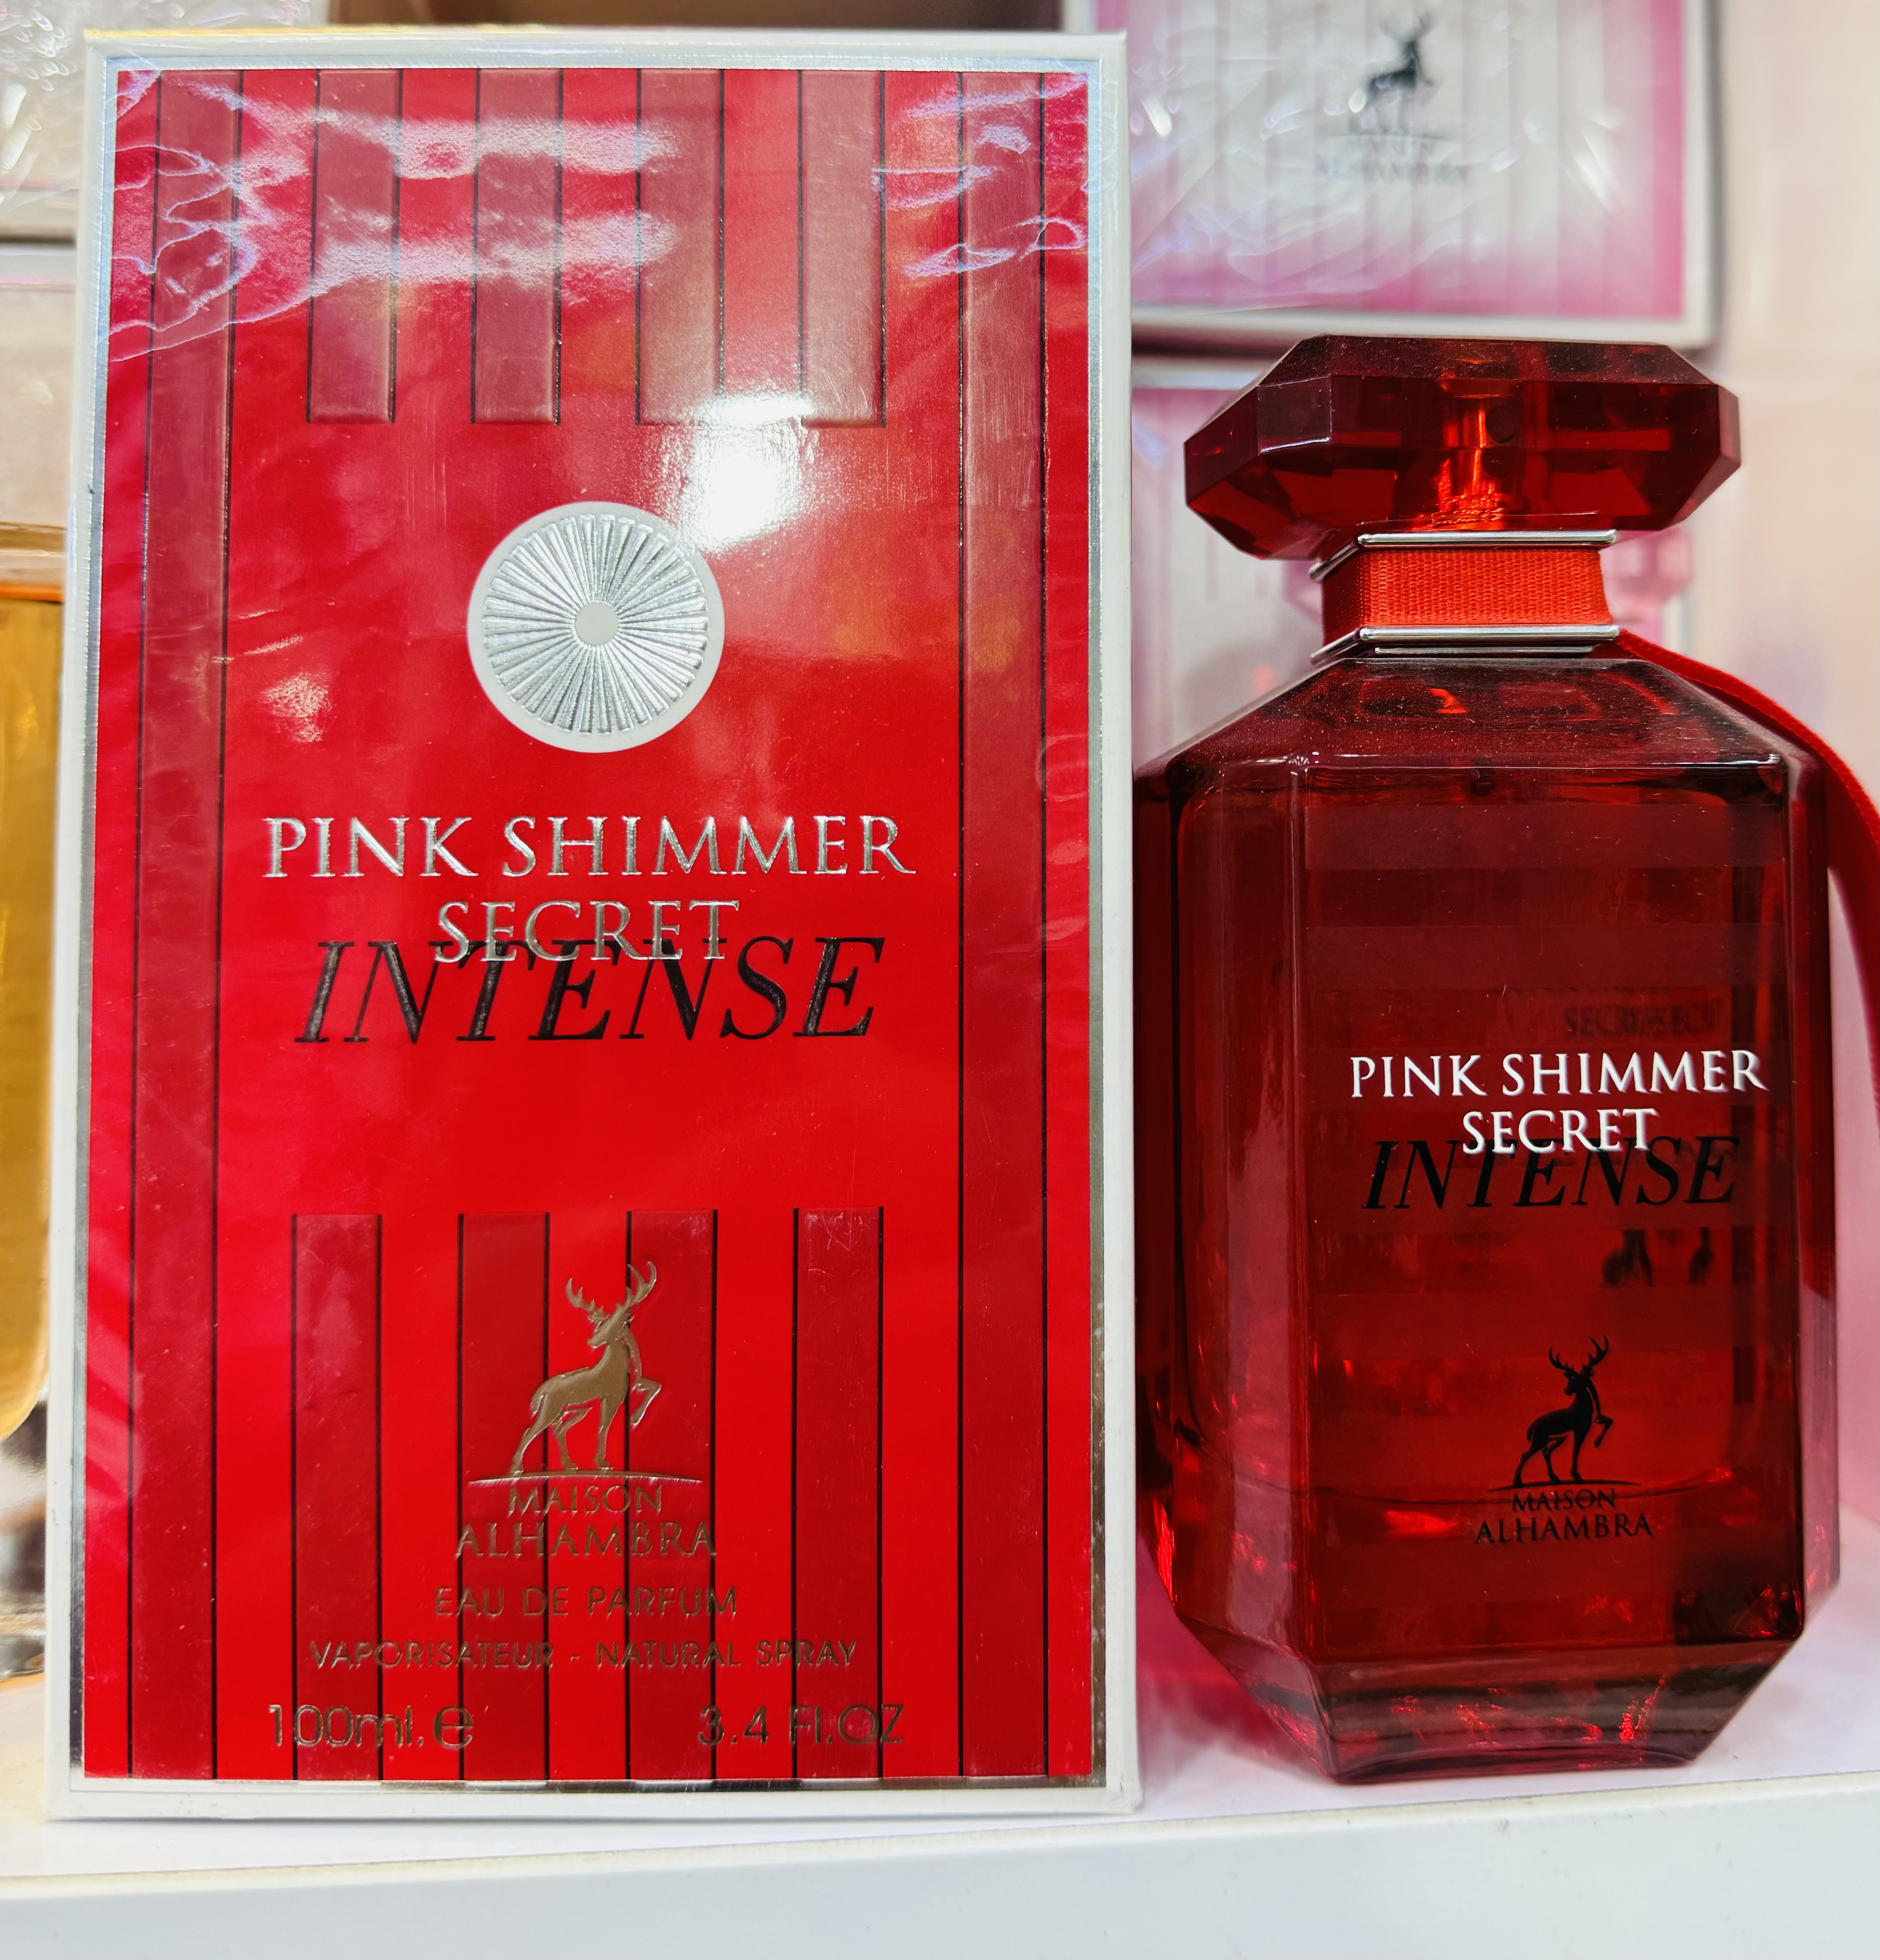 PINK SHIMMER
SECRET
INTENSE
MAISON
ALHAMBRA
EAU DE PARFUM
VAPORISATEUR - NATURAL SPRAY
100ml.e 3.4 Fl.OZ
PINK SHIMMER
SECRET
INTENSE
MAISON
ALHAMBRA
ALHAMBRA